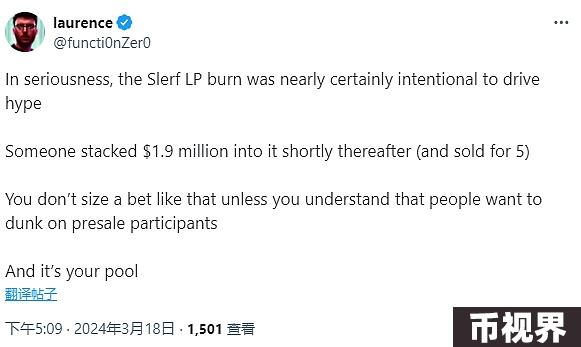 laurence
@functi0nZer0
In seriousness, the Slerf LP burn was nearly certainly intentional to drive
hype
Someone stacked $1.9 million into it shortly thereafter (and sold for 5)
You don’t size a bet like that unless you understand that people want to
dunk on presale participants
And it’s your pool
翻译帖子
下午5:09 · 2024年3月18日 · 1,501 查看
币视界